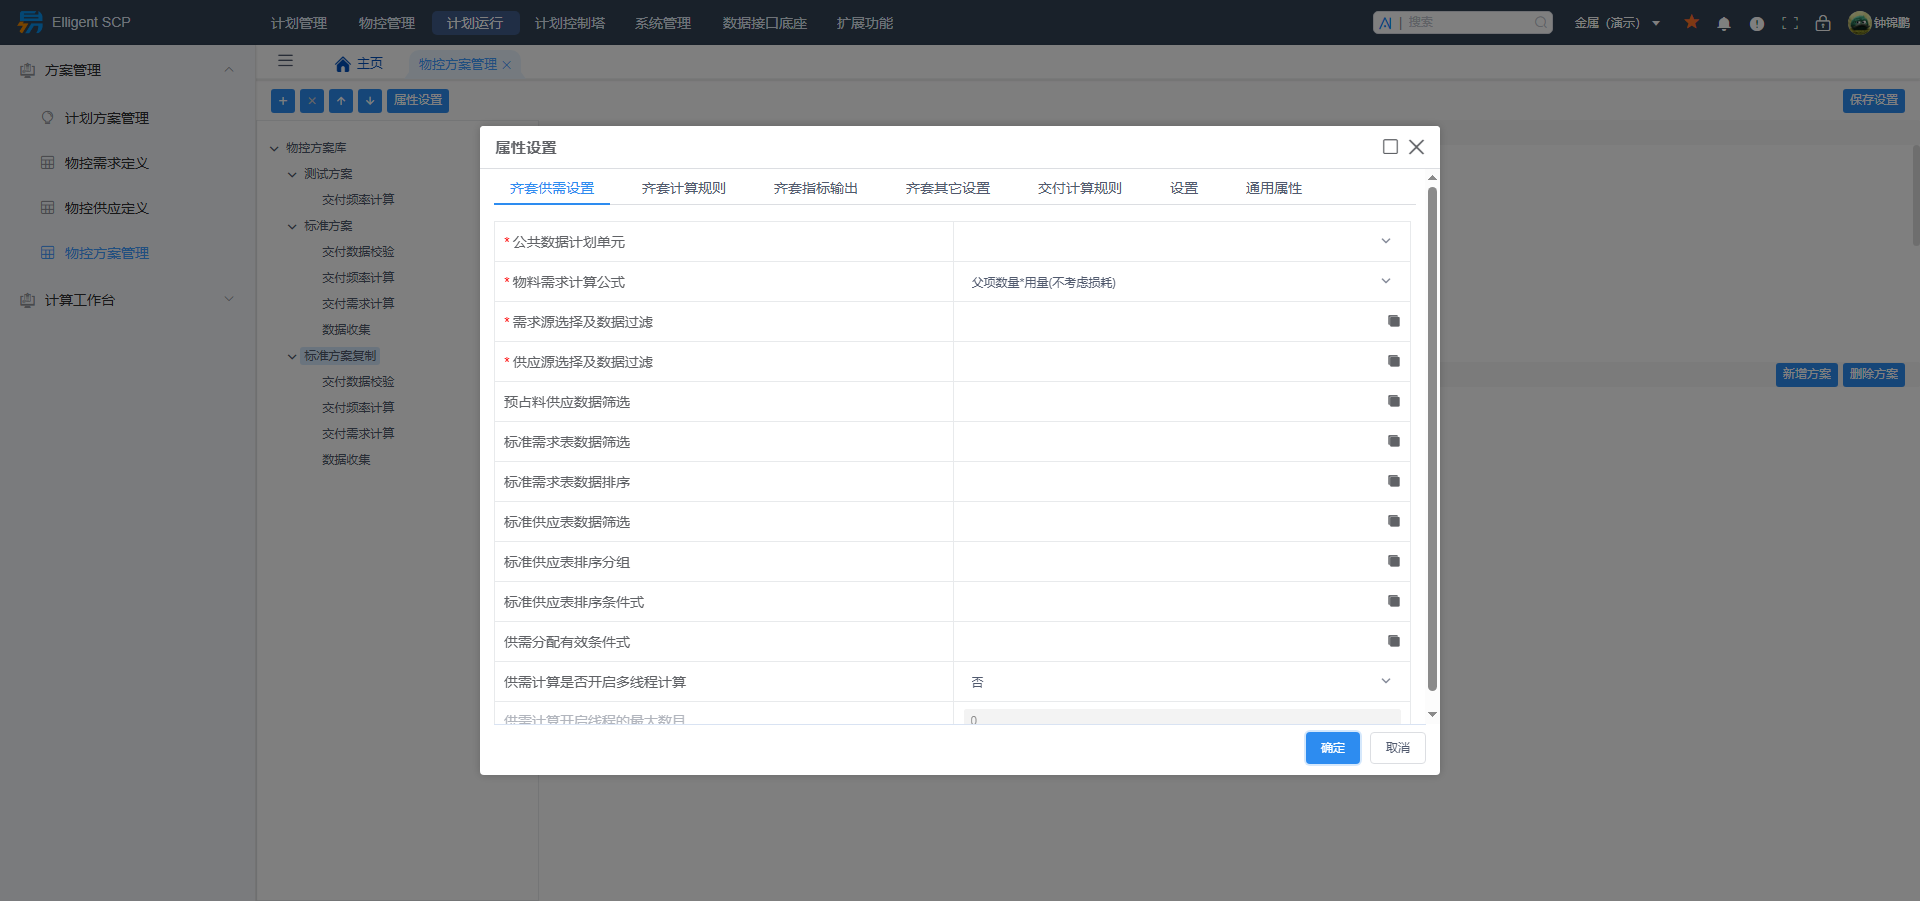 Elligent SCP
计划管理
物控管理
计划运行
计划控制塔
系统管理
数据接口底座
扩展功能
搜索
金属（演示）
钟锦鹏
方案管理
计划方案管理
物控需求定义
物控供应定义
物控方案管理
计算工作台
主页
物控方案管理
属性设置
保存设置
物控方案库
测试方案
交付频率计算
标准方案
交付数据校验
交付频率计算
交付需求计算
数据收集
标准方案复制
交付数据校验
交付频率计算
交付需求计算
数据收集
新增方案
删除方案
属性设置
齐套供需设置
齐套计算规则
齐套指标输出
齐套其它设置
交付计算规则
设置
通用属性
*公共数据计划单元
*物料需求计算公式
父项数量*用量(不考虑损耗)
*需求源选择及数据过滤
*供应源选择及数据过滤
预占料供应数据筛选
标准需求表数据筛选
标准需求表数据排序
标准供应表数据筛选
标准供应表排序分组
标准供应表排序条件式
供需分配有效条件式
供需计算是否开启多线程计算
否
供需计算开启线程的最大数目
0
确定
取消